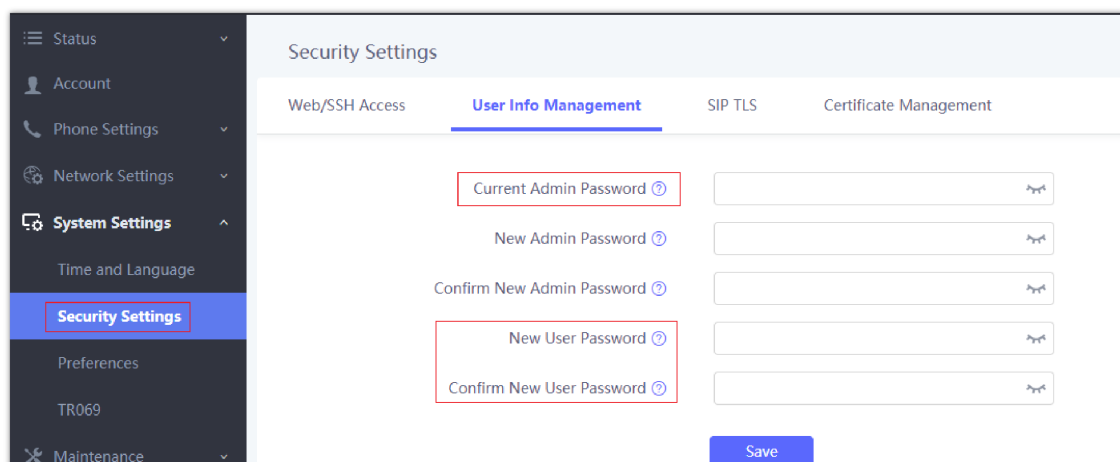 Status
Account
Phone Settings
Network Settings
System Settings
Time and Language
Security Settings
Preferences
TR069
Maintenance
Security Settings
Web/SSH Access User Info Management SIP TLS Certificate Management
Current Admin Password ?
New Admin Password ?
Confirm New Admin Password ?
New User Password ?
Confirm New User Password ?
Save